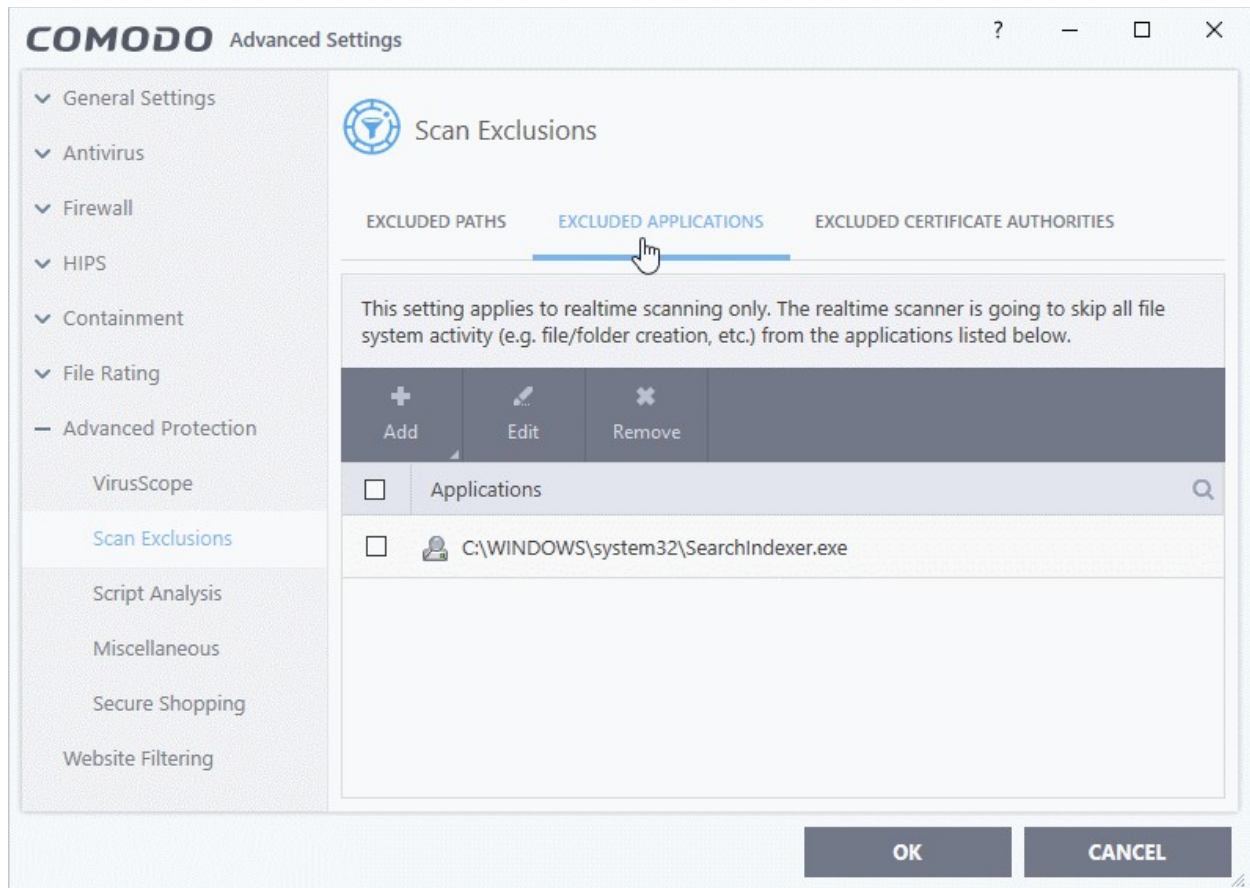 COMODO Advanced Settings ?
General Settings
Antivirus
Firewall
HIPS
Containment
File Rating
Advanced Protection
VirusScope
Scan Exclusions
Script Analysis
Miscellaneous
Secure Shopping
Website Filtering
Scan Exclusions
EXCLUDED PATHS EXCLUDED APPLICATIONS EXCLUDED CERTIFICATE AUTHORITIES
This setting applies to realtime scanning only. The realtime scanner is going to skip all file
system activity (e.g. file/folder creation, etc.) from the applications listed below.
Add Edit Remove
Applications
C:\WINDOWS\system32\SearchIndexer.exe
OK CANCEL